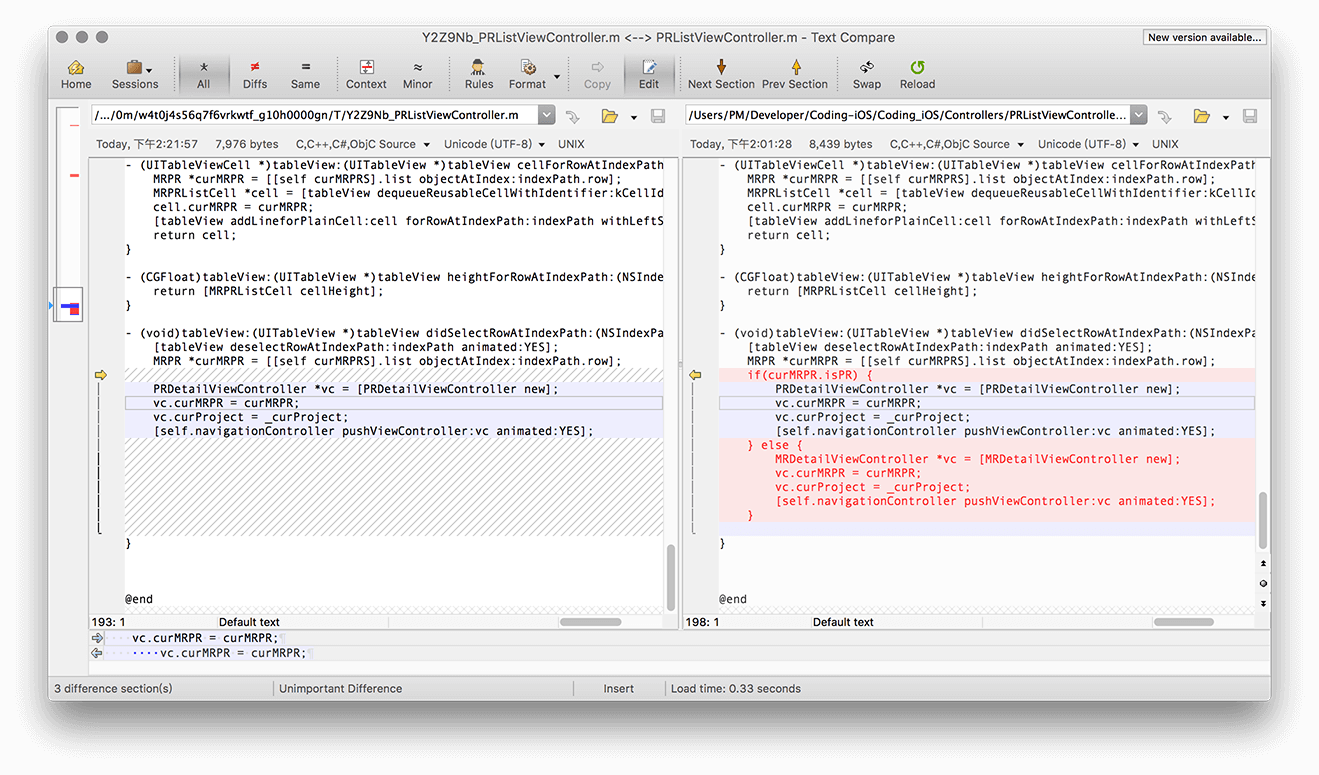 Y2Z9Nb_PRListViewController.m <--> PRListViewController.m - Text Compare
New version available...
Home Sessions All Diffs Same Context Minor Rules Format Copy Edit Next Section Prev Section Swap Reload
/.../0m/w4t0j4s56q7f6vrkwtf_g10h0000gn/T/Y2Z9Nb_PRListViewController.m
/Users/PM/Developer/Coding-iOS/Coding_iOS/Controllers/PRListViewControlle...
Today, 下午2:21:57 7,976 bytes C,C++,C#,ObjC Source Unicode (UTF-8) UNIX
Today, 下午2:01:28 8,439 bytes C,C++,C#,ObjC Source Unicode (UTF-8) UNIX
- (UITableViewCell *)tableView:(UITableView *)tableView cellForRowAtIndexPath
MRPR *curMRPR = [[self curMRPRS].list objectAtIndex:indexPath.row];
MRPRListCell *cell = [tableView dequeueReusableCellWithIdentifier:kCellId
cell.curMRPR = curMRPR;
[tableView addLineforPlainCell:cell forRowAtIndexPath:indexPath withLeftS
return cell;
}
- (CGFloat)tableView:(UITableView *)tableView heightForRowAtIndexPath:(NSInde
return [MRPRListCell cellHeight];
}
- (void)tableView:(UITableView *)tableView didSelectRowAtIndexPath:(NSIndexPa
[tableView deselectRowAtIndexPath:indexPath animated:YES];
MRPR *curMRPR = [[self curMRPRS].list objectAtIndex:indexPath.row];
PRDetailViewController *vc = [PRDetailViewController new];
vc.curMRPR = curMRPR;
vc.curProject = _curProject;
[self.navigationController pushViewController:vc animated:YES];
}
@end
193: 1 Default text
- (UITableViewCell *)tableView:(UITableView *)tableView cellForRowAtIndexPath
MRPR *curMRPR = [[self curMRPRS].list objectAtIndex:indexPath.row];
MRPRListCell *cell = [tableView dequeueReusableCellWithIdentifier:kCellId
cell.curMRPR = curMRPR;
[tableView addLineforPlainCell:cell forRowAtIndexPath:indexPath withLeftS
return cell;
}
- (CGFloat)tableView:(UITableView *)tableView heightForRowAtIndexPath:(NSInde
return [MRPRListCell cellHeight];
}
- (void)tableView:(UITableView *)tableView didSelectRowAtIndexPath:(NSIndexPa
[tableView deselectRowAtIndexPath:indexPath animated:YES];
MRPR *curMRPR = [[self curMRPRS].list objectAtIndex:indexPath.row];
if(curMRPR.isPR) {
PRDetailViewController *vc = [PRDetailViewController new];
vc.curMRPR = curMRPR;
vc.curProject = _curProject;
[self.navigationController pushViewController:vc animated:YES];
} else {
MRDetailViewController *vc = [MRDetailViewController new];
vc.curMRPR = curMRPR;
vc.curProject = _curProject;
[self.navigationController pushViewController:vc animated:YES];
}
}
@end
198: 1 Default text
····vc.curMRPR = curMRPR;¶
········vc.curMRPR = curMRPR;¶
3 difference section(s) Unimportant Difference Insert Load time: 0.33 seconds